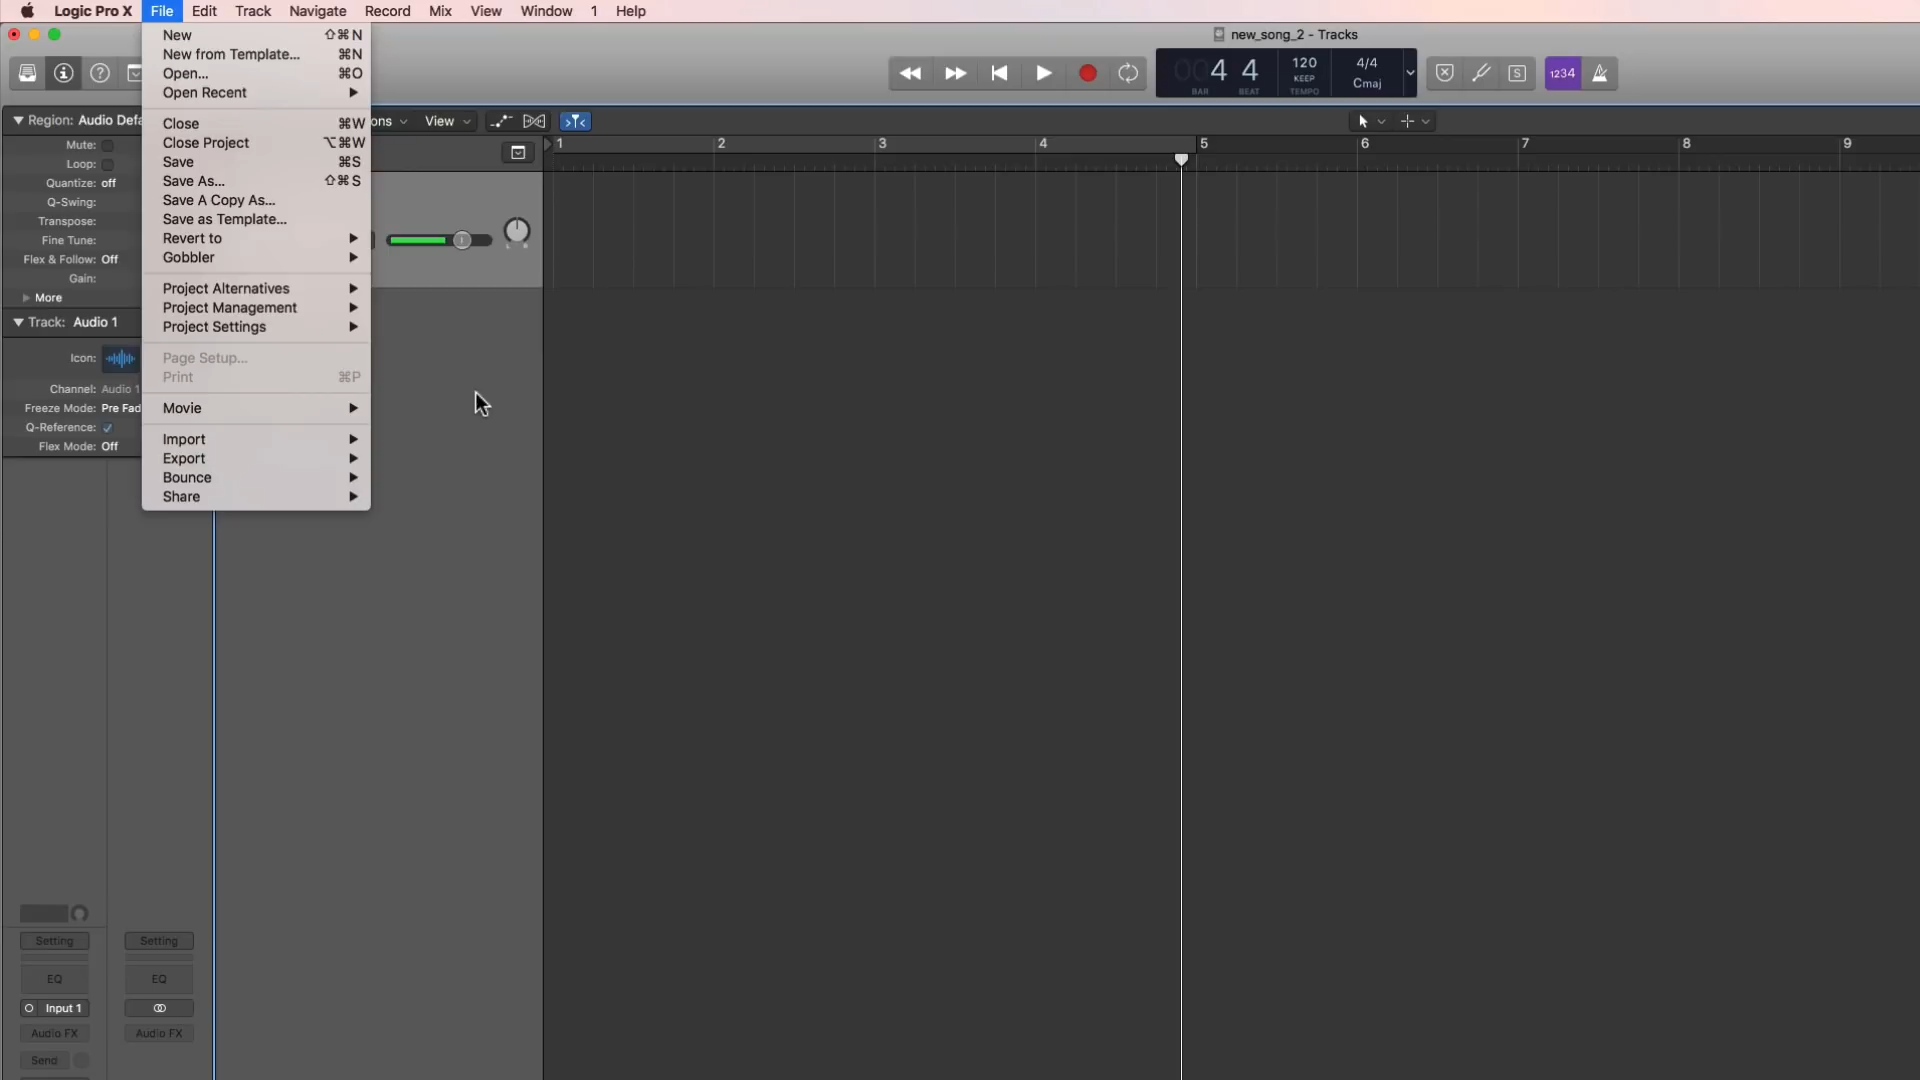 Logic Pro X File Edit Track Navigate Record Mix View Window 1 Help
new_song_2 - Tracks
New ⇧⌘N
New from Template... ⌘N
Open... ⌘O
Open Recent
Close ⌘W
Close Project ⌥⌘W
Save ⌘S
Save As... ⇧⌘S
Save A Copy As...
Save as Template...
Revert to
Gobbler
Project Alternatives
Project Management
Project Settings
Page Setup...
Print ⌘P
Movie
Import
Export
Bounce
Share
4 4 120 4/4
KEEP Cmaj
BAR BEAT TEMPO
1234
S
Region: Audio Defa
ons View
Mute:
Loop:
Quantize: off
Q-Swing:
Transpose:
Fine Tune:
Flex & Follow: Off
Gain:
More
Track: Audio 1
Icon:
Channel: Audio 1
Freeze Mode: Pre Fad
Q-Reference:
Flex Mode: Off
1 2 3 4 5 6 7 8 9
L R
Setting Setting
EQ EQ
Input 1
Audio FX Audio FX
Send